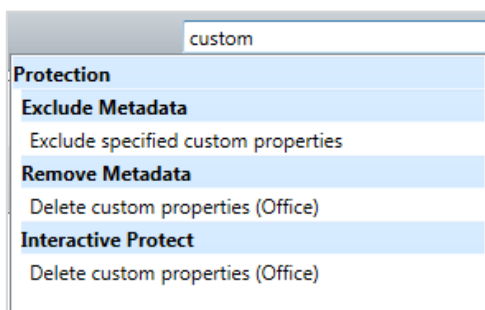 custom
Protection
Exclude Metadata
Exclude specified custom properties
Remove Metadata
Delete custom properties (Office)
Interactive Protect
Delete custom properties (Office)